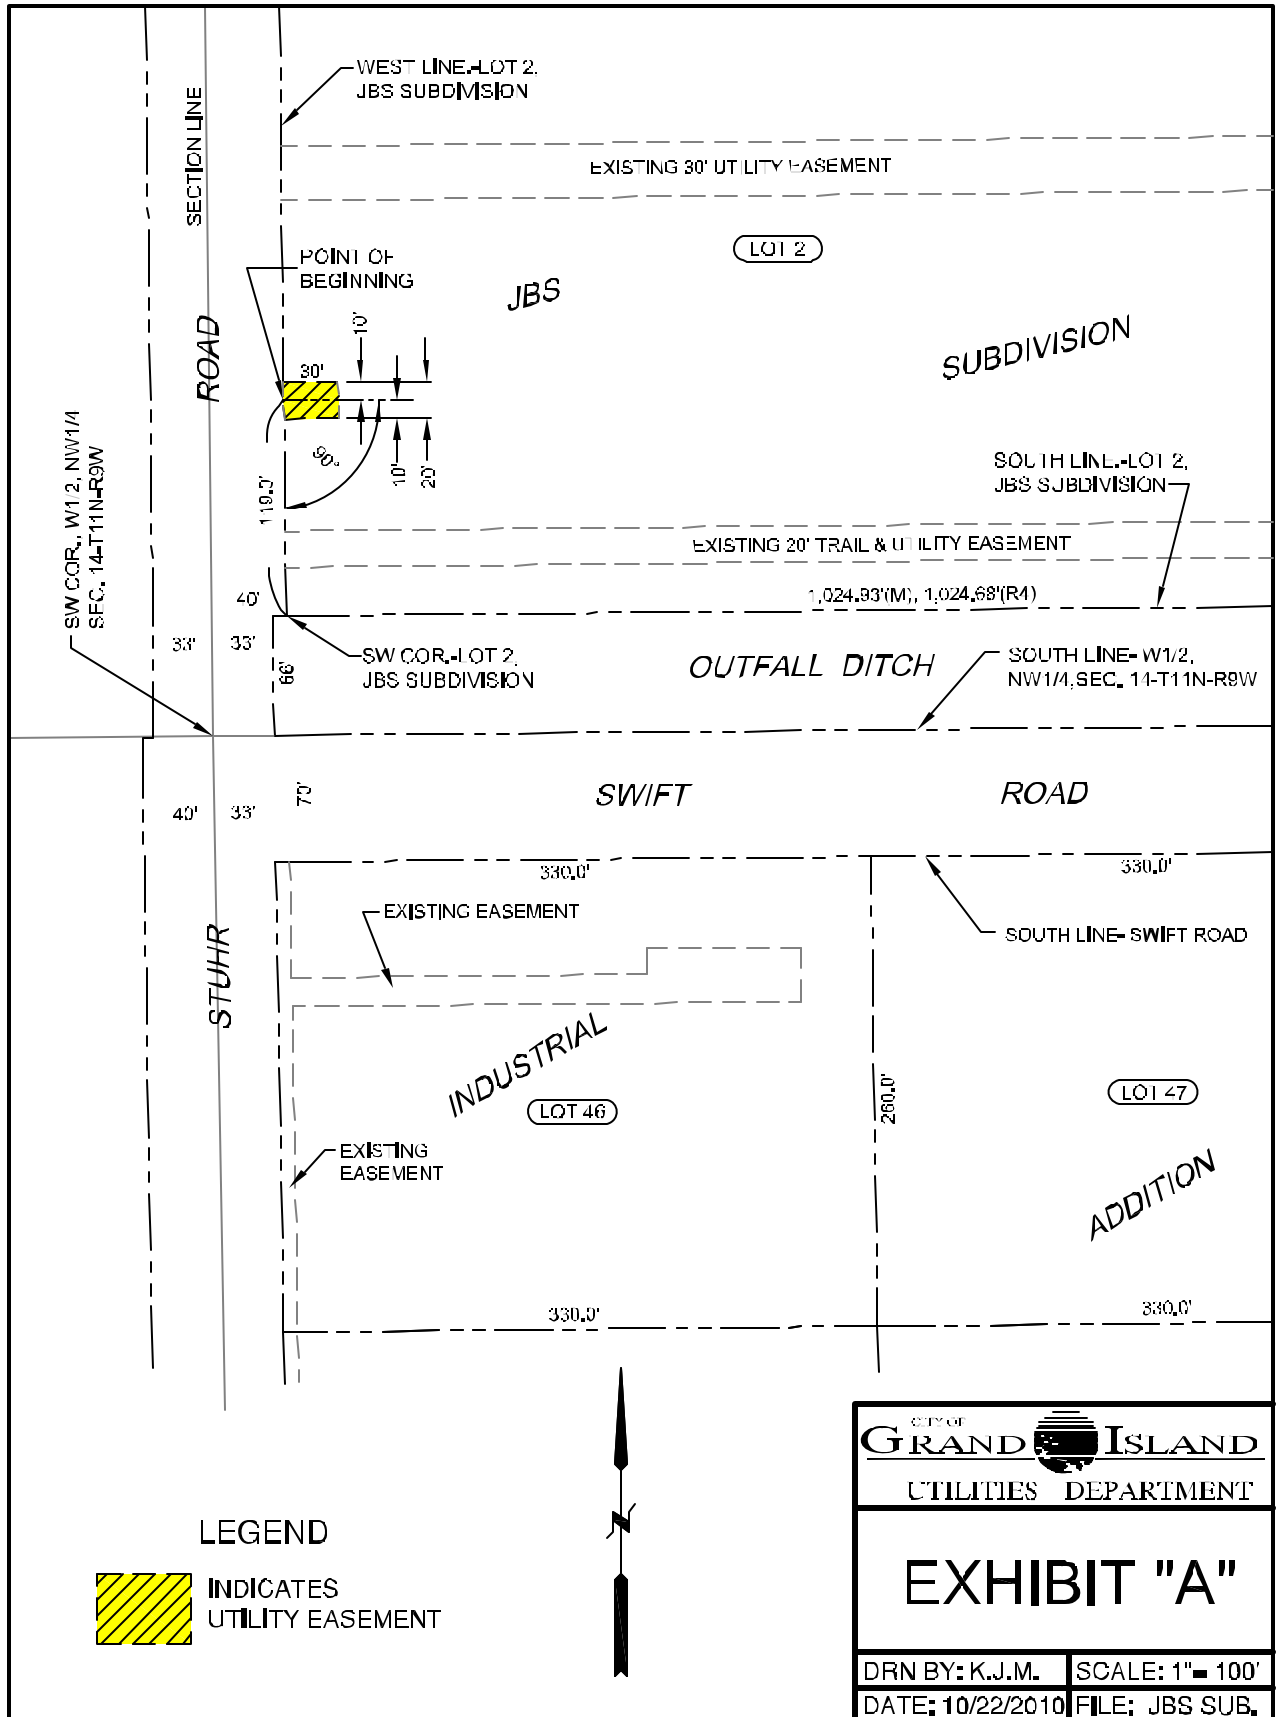 WEST LINE.-LOT 2,
JBS SUBDIVISION
SECTION LINE
EXISTING 30' UTILITY EASEMENT
LOT 2
POINT OF
BEGINNING
JBS
SUBDIVISION
ROAD
10'
30'
90°
10'
20'
119.0'
SW COR., W1/2, NW1/4
SEC. 14-T11N-R9W
SOUTH LINE.-LOT 2,
JBS SUBDIVISION
EXISTING 20' TRAIL & UTILITY EASEMENT
1,024.93'(M), 1,024.68'(R4)
40'
33'
33'
66'
SW COR.-LOT 2,
JBS SUBDIVISION
OUTFALL DITCH
SOUTH LINE- W1/2,
NW1/4,SEC. 14-T11N-R9W
40'
33'
70'
SWIFT ROAD
330.0'
330.0'
EXISTING EASEMENT
SOUTH LINE- SWIFT ROAD
STUHR
INDUSTRIAL
LOT 46
260.0'
LOT 47
EXISTING
EASEMENT
ADDITION
330.0'
330.0'
N
LEGEND
INDICATES
UTILITY EASEMENT
CITY OF
GRAND ISLAND
UTILITIES DEPARTMENT
EXHIBIT "A"
DRN BY: K.J.M.
SCALE: 1"= 100'
DATE: 10/22/2010
FILE: JBS SUB.